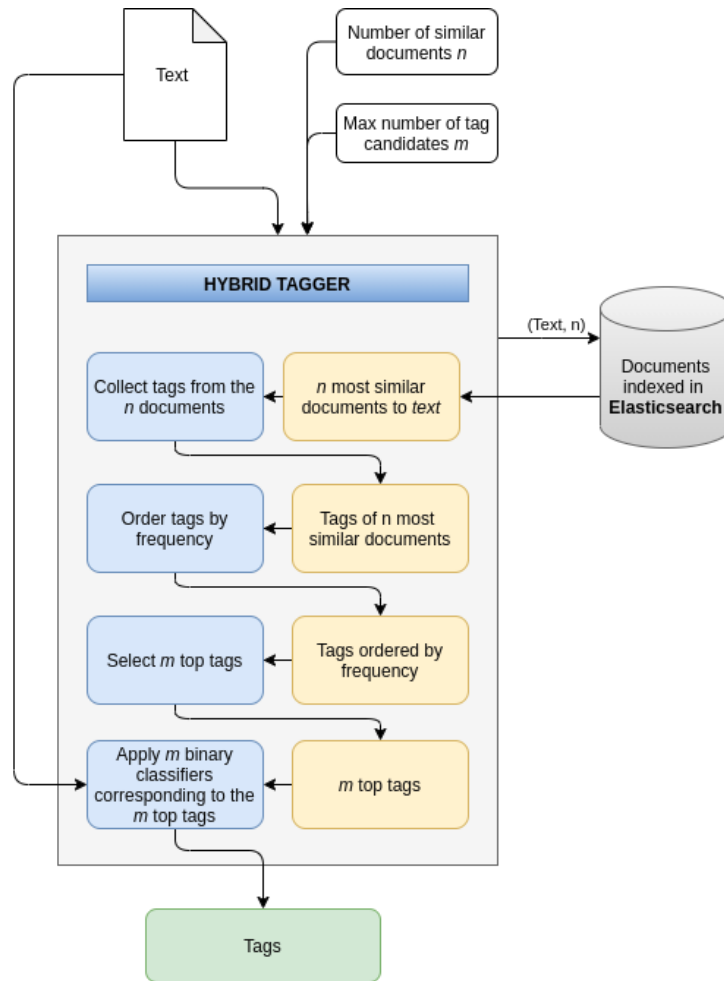 Text
Number of similar
documents n
Max number of tag
candidates m
HYBRID TAGGER
(Text, n)
Documents
indexed in
Elasticsearch
Collect tags from the
n documents
n most similar
documents to text
Order tags by
frequency
Tags of n most
similar documents
Select m top tags
Tags ordered by
frequency
Apply m binary
classifiers
corresponding to the
m top tags
m top tags
Tags